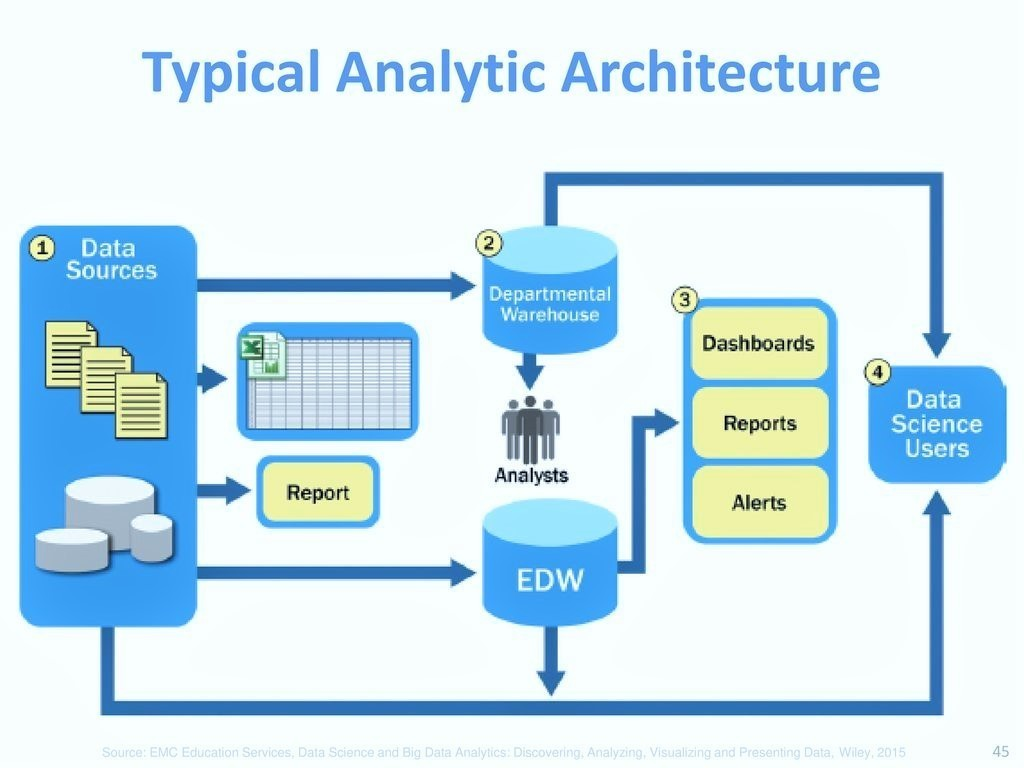 Typical Analytic Architecture
1
Data
Sources
2
Departmental
Warehouse
3
Dashboards
Reports
Alerts
4
Data
Science
Users
X
Report
Analysts
EDW
Source: EMC Education Services, Data Science and Big Data Analytics: Discovering, Analyzing, Visualizing and Presenting Data, Wiley, 2015
45